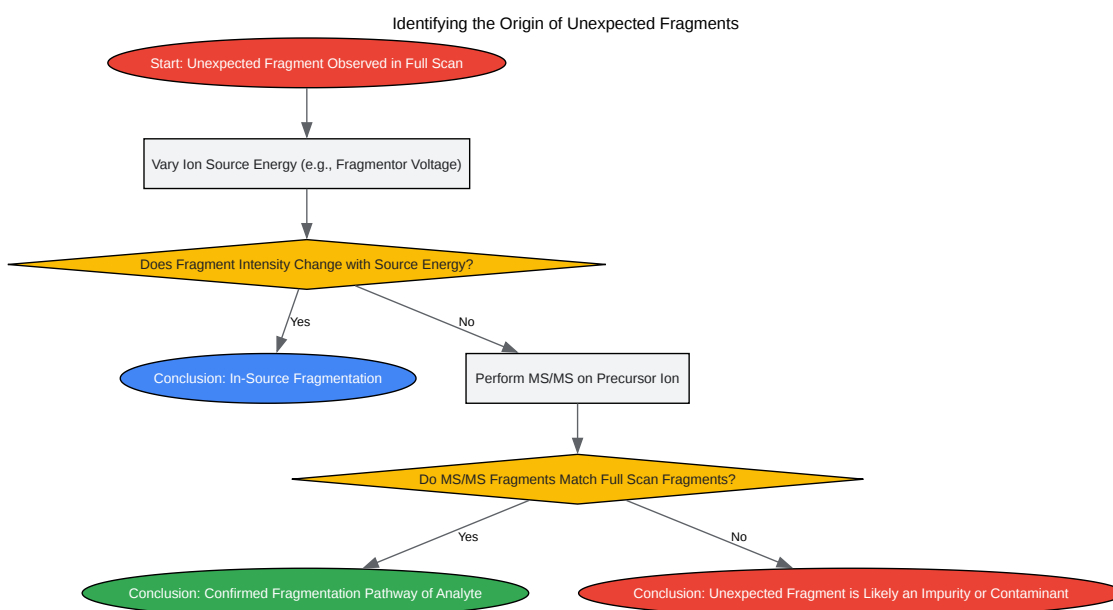 Identifying the Origin of Unexpected Fragments
Start: Unexpected Fragment Observed in Full Scan
Vary Ion Source Energy (e.g., Fragmentor Voltage)
Does Fragment Intensity Change with Source Energy?
Yes
No
Conclusion: In-Source Fragmentation
Perform MS/MS on Precursor Ion
Do MS/MS Fragments Match Full Scan Fragments?
Yes
No
Conclusion: Confirmed Fragmentation Pathway of Analyte
Conclusion: Unexpected Fragment is Likely an Impurity or Contaminant